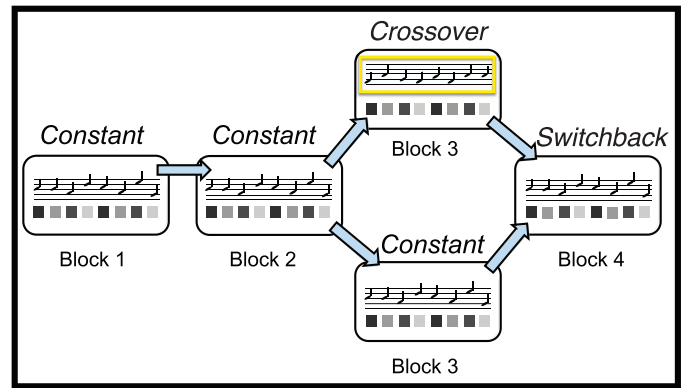 Crossover
Block 3
Constant
Block 1
Constant
Block 2
Switchback
Block 4
Constant
Block 3